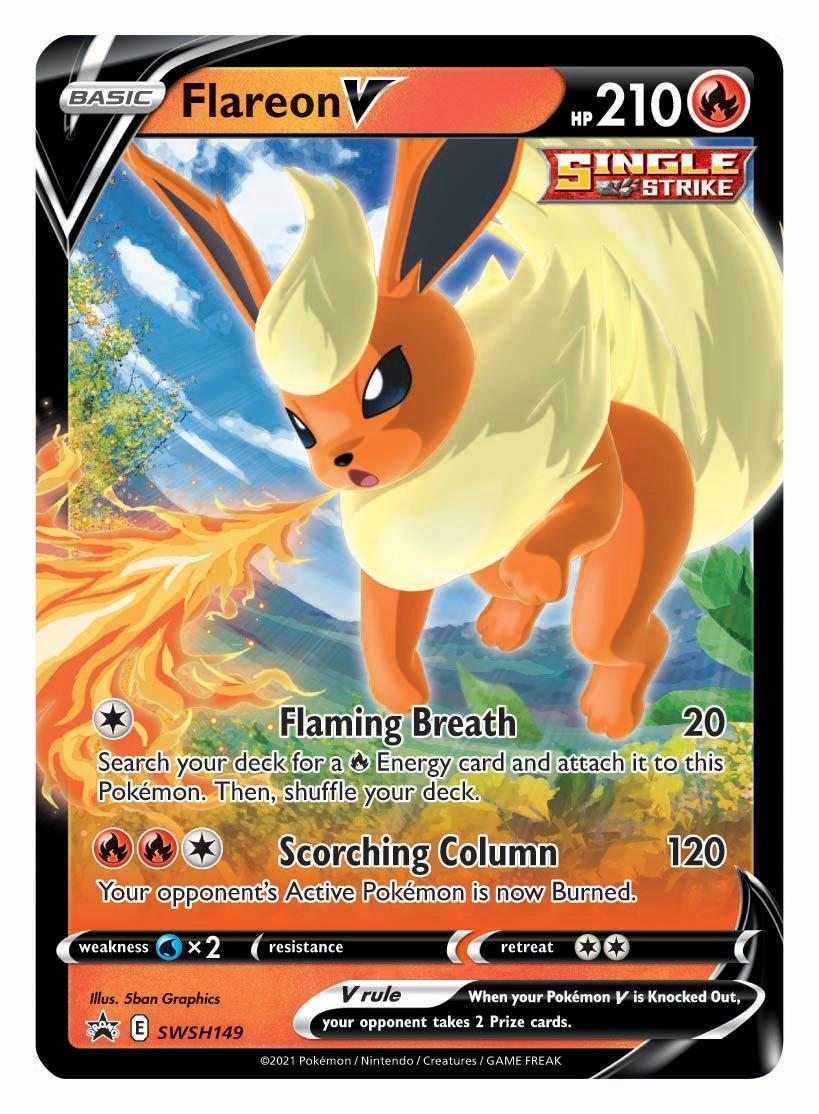 BASIC Flareon V HP 210
SINGLE
STRIKE
Flaming Breath 20
Search your deck for a Energy card and attach it to this
Pokémon. Then, shuffle your deck.
Scorching Column 120
Your opponent's Active Pokémon is now Burned.
weakness ×2 resistance retreat
Illus. 5ban Graphics
V rule When your Pokémon V is Knocked Out,
your opponent takes 2 Prize cards.
PROMO E SWSH149
©2021 Pokémon / Nintendo / Creatures / GAME FREAK